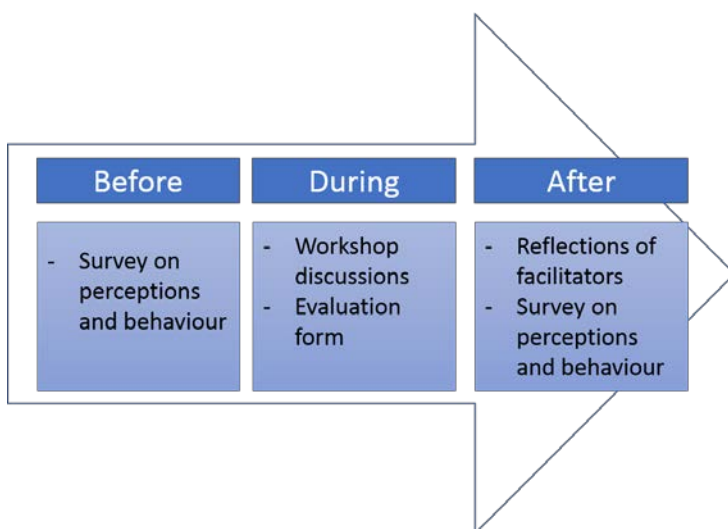 Before
- Survey on
perceptions
and behaviour
During
- Workshop
discussions
- Evaluation
form
After
- Reflections of
facilitators
- Survey on
perceptions
and behaviour